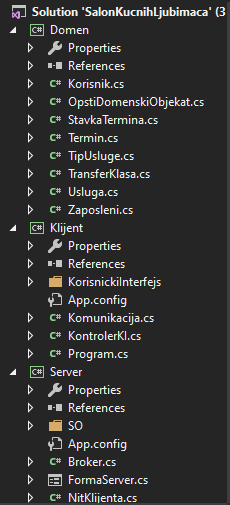 Solution 'SalonKucnihLjubimaca' (3
C# Domen
Properties
References
C# Korisnik.cs
C# OpstiDomenskiObjekat.cs
C# StavkaTermina.cs
C# Termin.cs
C# TipUsluge.cs
C# TransferKlasa.cs
C# Usluga.cs
C# Zaposleni.cs
C# Klijent
Properties
References
KorisnickiInterfejs
App.config
C# Komunikacija.cs
C# KontrolerKI.cs
C# Program.cs
C# Server
Properties
References
SO
App.config
C# Broker.cs
FormaServer.cs
C# NitKlijenta.cs